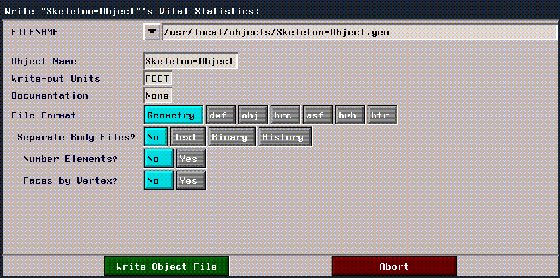 Write "Skeleton-Object"'s Vital Statistics:
FILENAME /usr/local/objects/Skeleton-Object.geo
Object Name Skeleton-Object
Write-out Units FEET
Documentation None
File Format Geometry dxf obj hrc asf bvh htr
Separate Body Files? No Text Binary History
Number Elements? No Yes
Faces by Vertex? No Yes
Write Object File Abort